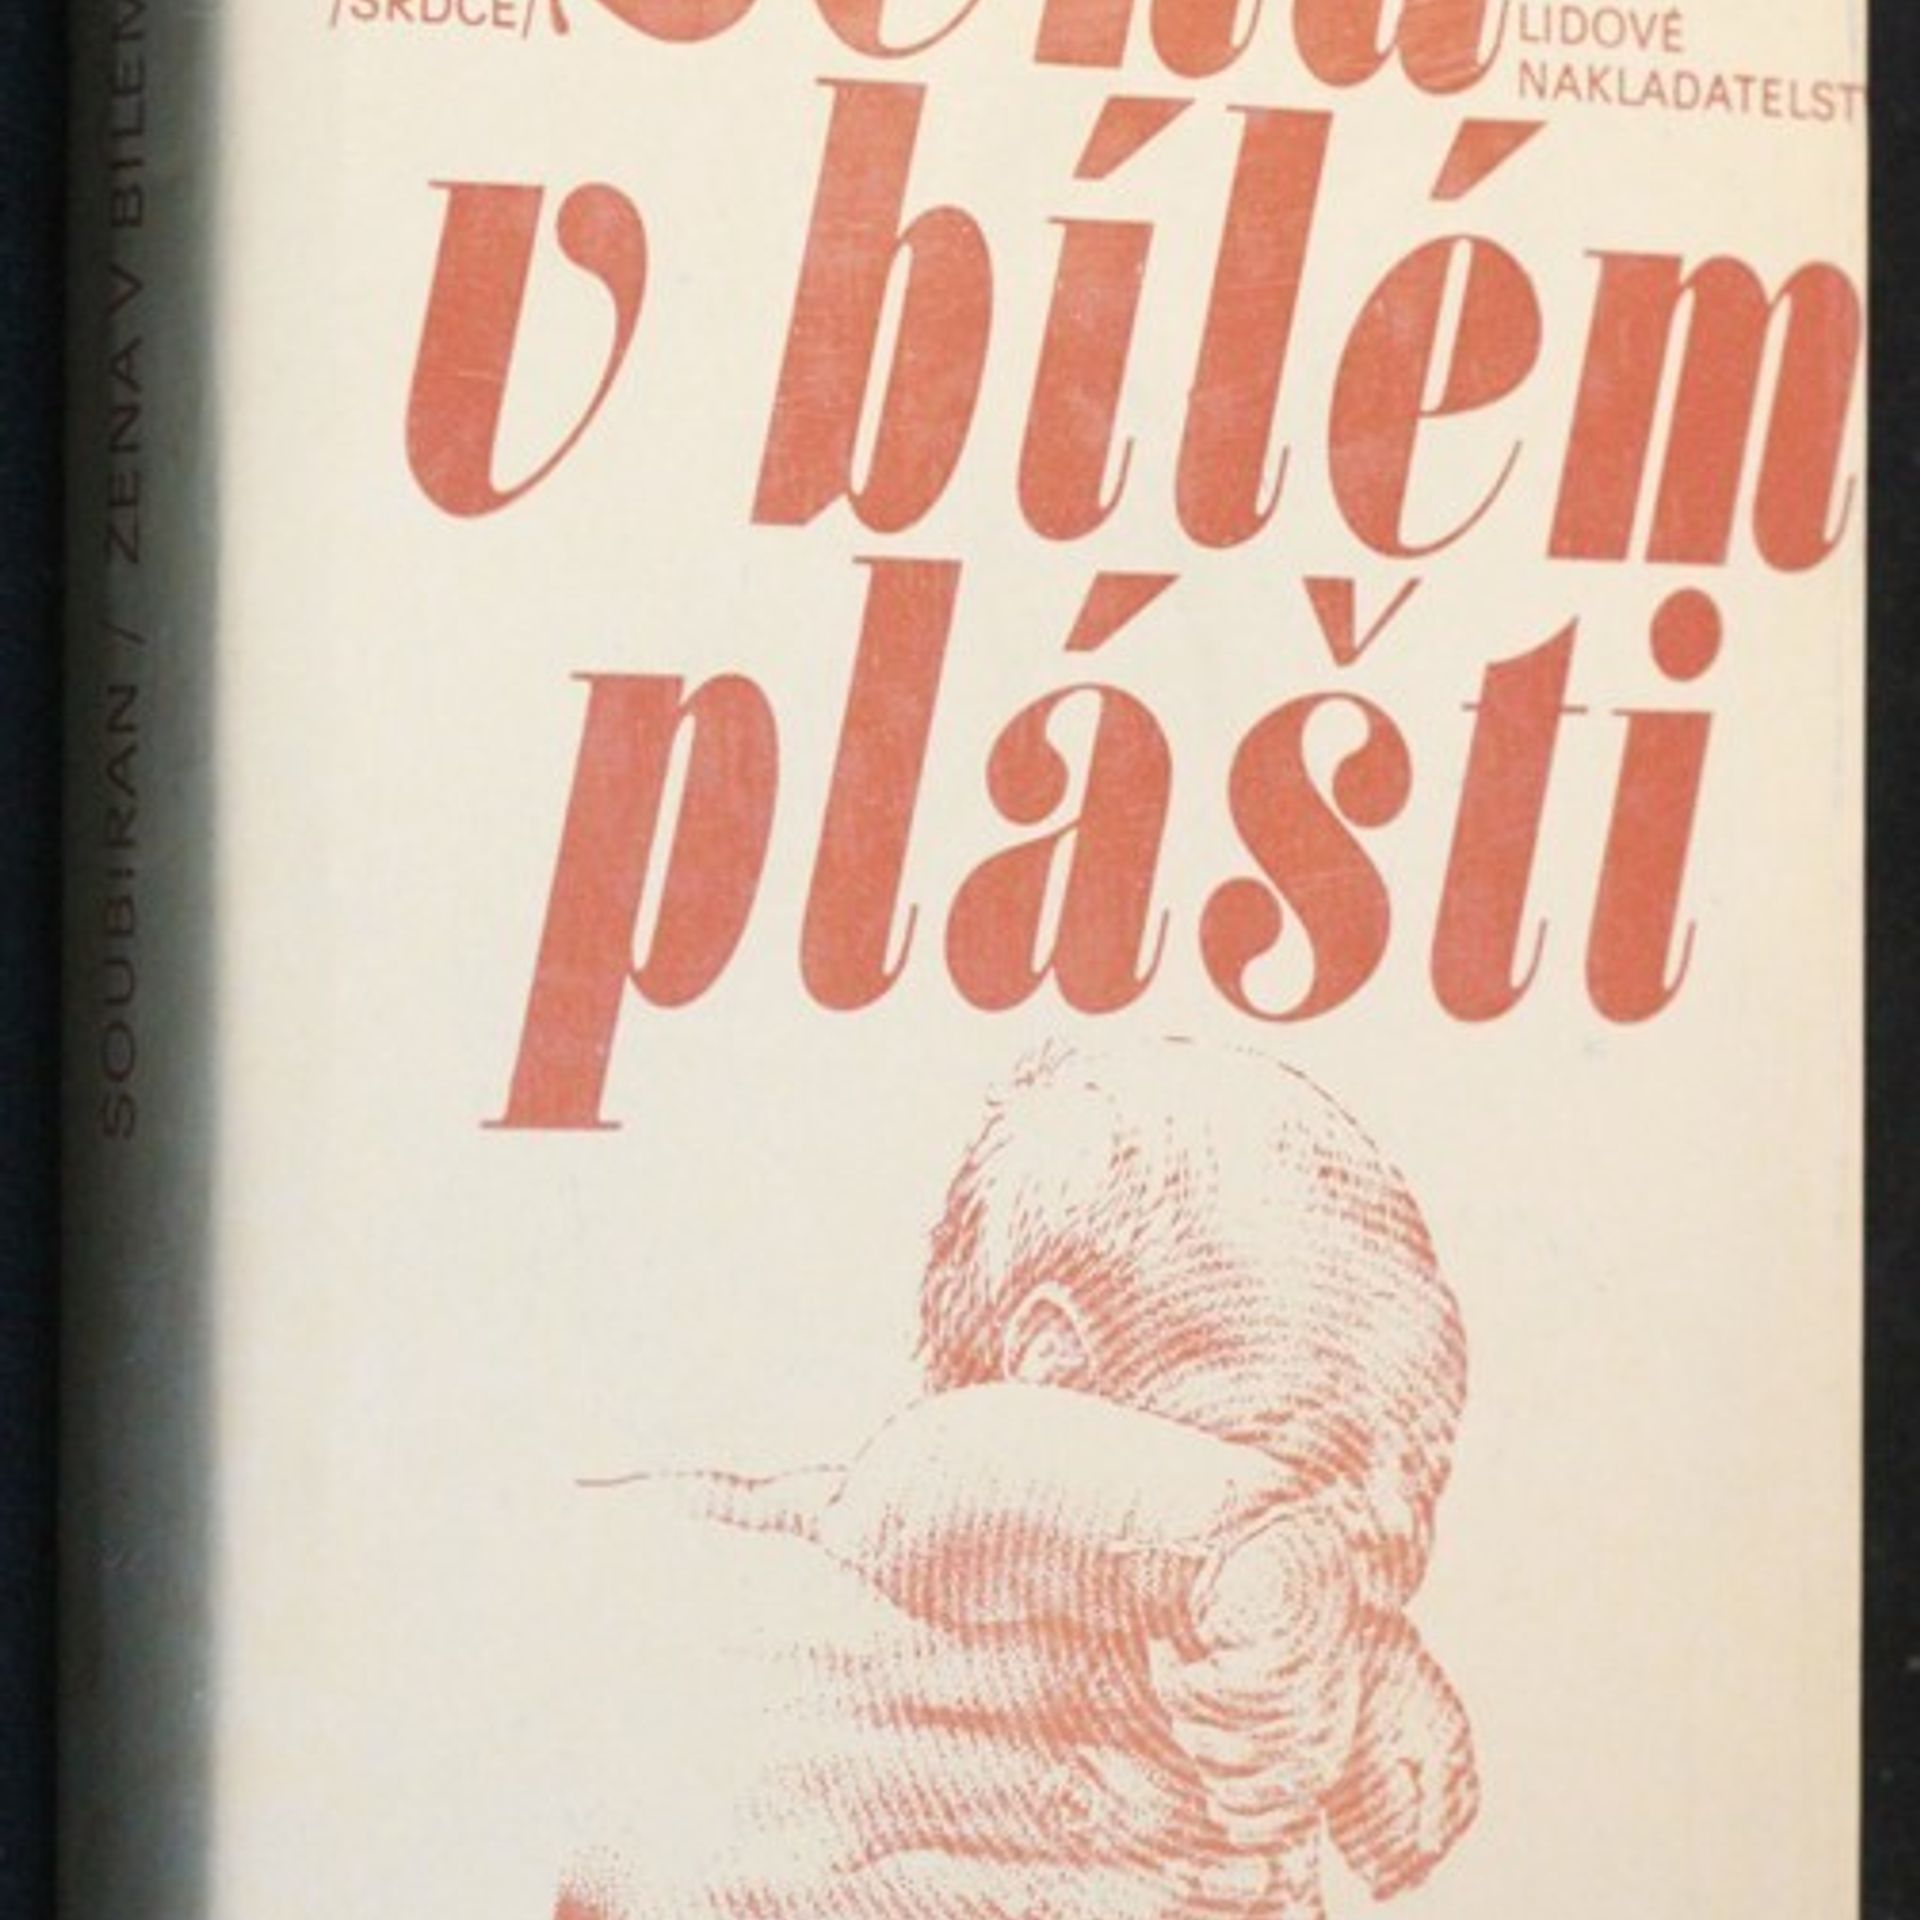 /SRDCE/
LIDOVÉ
NAKLADATELST
v bílém
plášti
SOUBIRAN / ŽENA V BÍLÉM